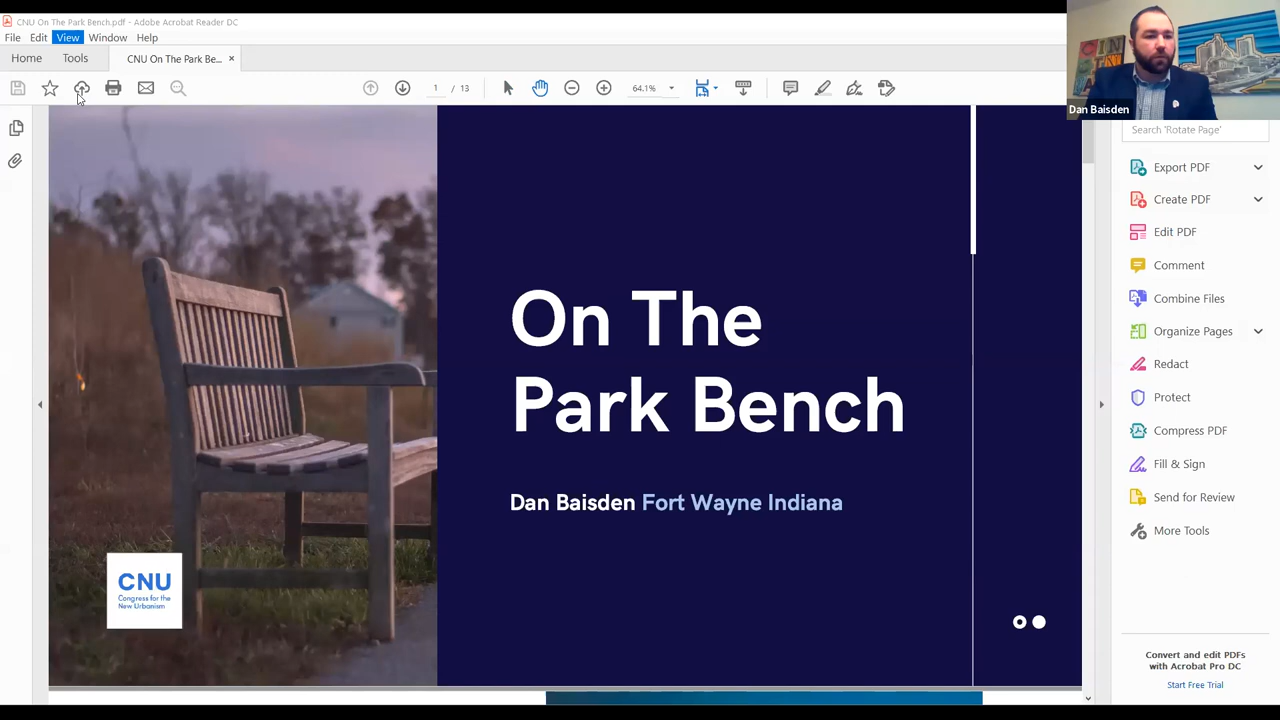 CNU On The Park Bench.pdf - Adobe Acrobat Reader DC
File Edit View Window Help
Home Tools CNU On The Park Be... ×
1 / 13 64.1%
Dan Baisden
Search 'Rotate Page'
Export PDF
Create PDF
Edit PDF
Comment
Combine Files
Organize Pages
Redact
Protect
Compress PDF
Fill & Sign
Send for Review
More Tools
Convert and edit PDFs
with Acrobat Pro DC
Start Free Trial
On The
Park Bench
Dan Baisden Fort Wayne Indiana
CNU
Congress for the
New Urbanism